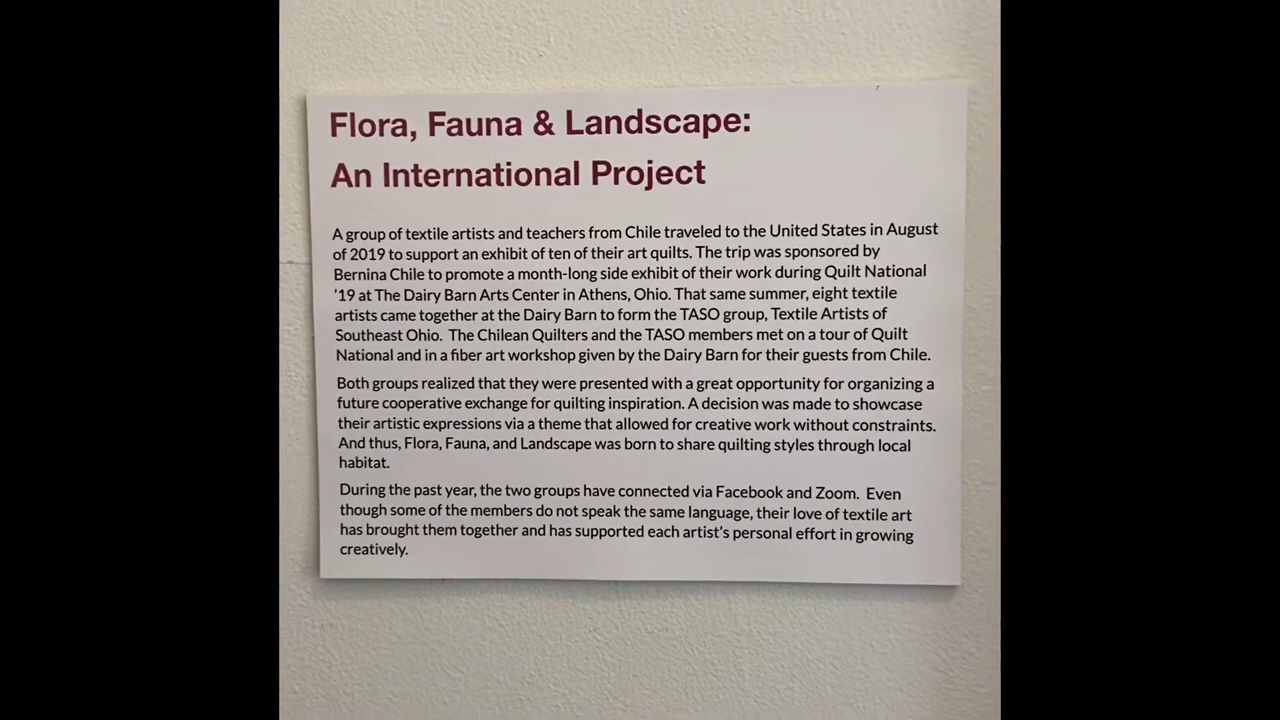 Flora, Fauna & Landscape:
An International Project
A group of textile artists and teachers from Chile traveled to the United States in August
of 2019 to support an exhibit of ten of their art quilts. The trip was sponsored by
Bernina Chile to promote a month-long side exhibit of their work during Quilt National
'19 at The Dairy Barn Arts Center in Athens, Ohio. That same summer, eight textile
artists came together at the Dairy Barn to form the TASO group, Textile Artists of
Southeast Ohio. The Chilean Quilters and the TASO members met on a tour of Quilt
National and in a fiber art workshop given by the Dairy Barn for their guests from Chile.
Both groups realized that they were presented with a great opportunity for organizing a
future cooperative exchange for quilting inspiration. A decision was made to showcase
their artistic expressions via a theme that allowed for creative work without constraints.
And thus, Flora, Fauna, and Landscape was born to share quilting styles through local
habitat.
During the past year, the two groups have connected via Facebook and Zoom. Even
though some of the members do not speak the same language, their love of textile art
has brought them together and has supported each artist's personal effort in growing
creatively.